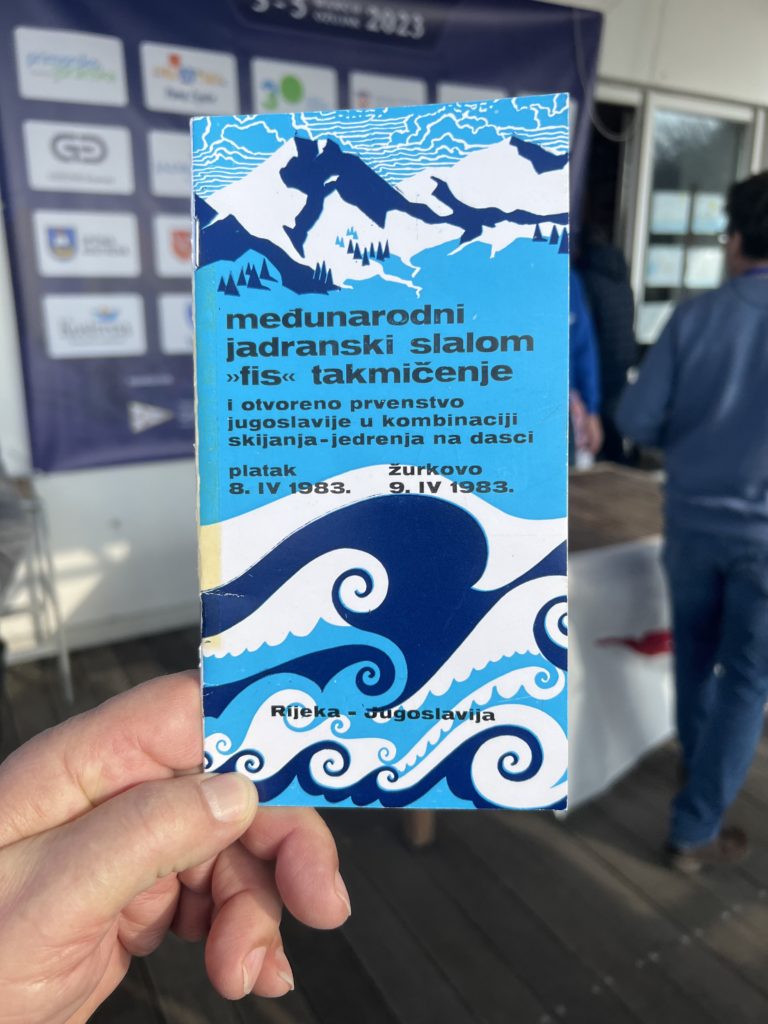 2023
međunarodni
jadranski slalom
»fis« takmičenje
i otvoreno prvenstvo
jugoslavije u kombinaciji
skijanja-jedrenja na dasci
platak žurkovo
8. IV 1983. 9. IV 1983.
Rijeka - Jugoslavija